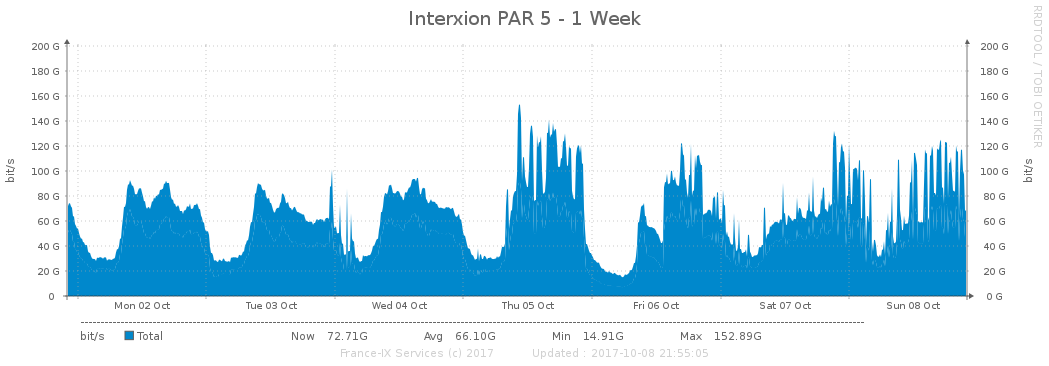 Interxion PAR 5 - 1 Week
RRDTOOL / TOBI OETIKER
bit/s
200 G
180 G
160 G
140 G
120 G
100 G
80 G
60 G
40 G
20 G
0
200 G
180 G
160 G
140 G
120 G
100 G
80 G
60 G
40 G
20 G
0 G
bit/s
Mon 02 Oct Tue 03 Oct Wed 04 Oct Thu 05 Oct Fri 06 Oct Sat 07 Oct Sun 08 Oct
bit/s Total Now 72.71G Avg 66.10G Min 14.91G Max 152.89G
France-IX Services (c) 2017 Updated : 2017-10-08 21:55:05